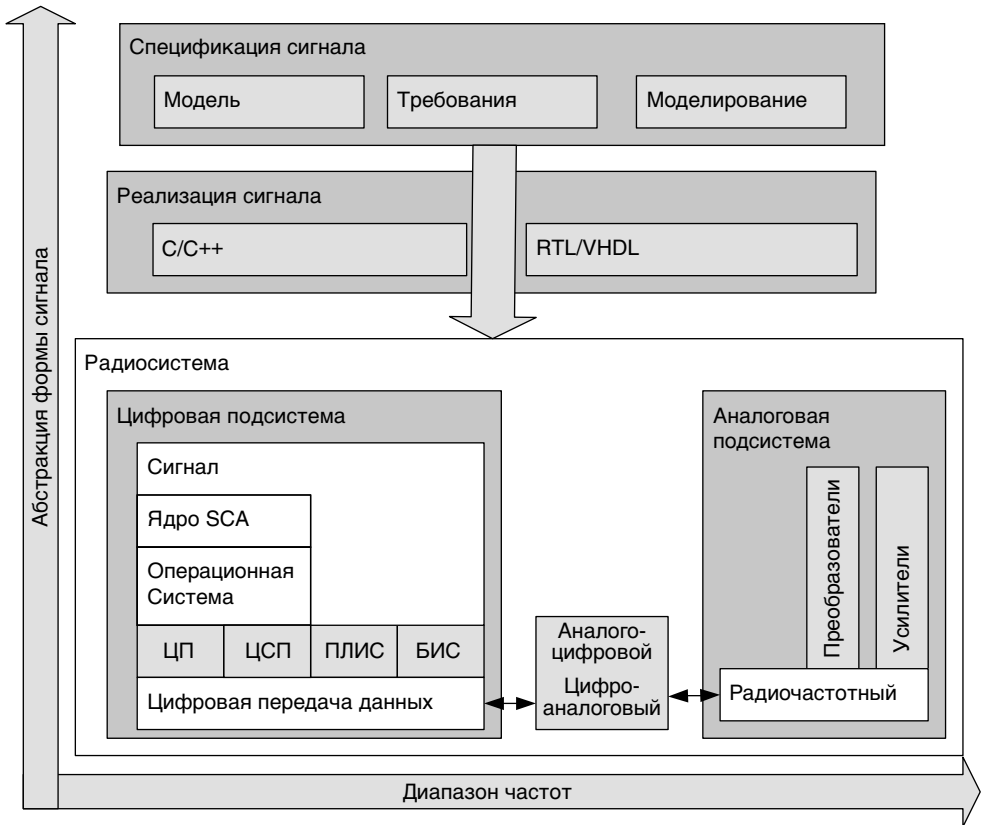 Спецификация сигнала
Модель
Требования
Моделирование
Реализация сигнала
C/C++
RTL/VHDL
Абстракция формы сигнала
Радиосистема
Цифровая подсистема
Сигнал
Ядро SCA
Операционная
Система
ЦП
ЦСП
ПЛИС
БИС
Цифровая передача данных
Аналого-
цифровой
Цифро-
аналоговый
Аналоговая
подсистема
Преобразователи
Усилители
Радиочастотный
Диапазон частот